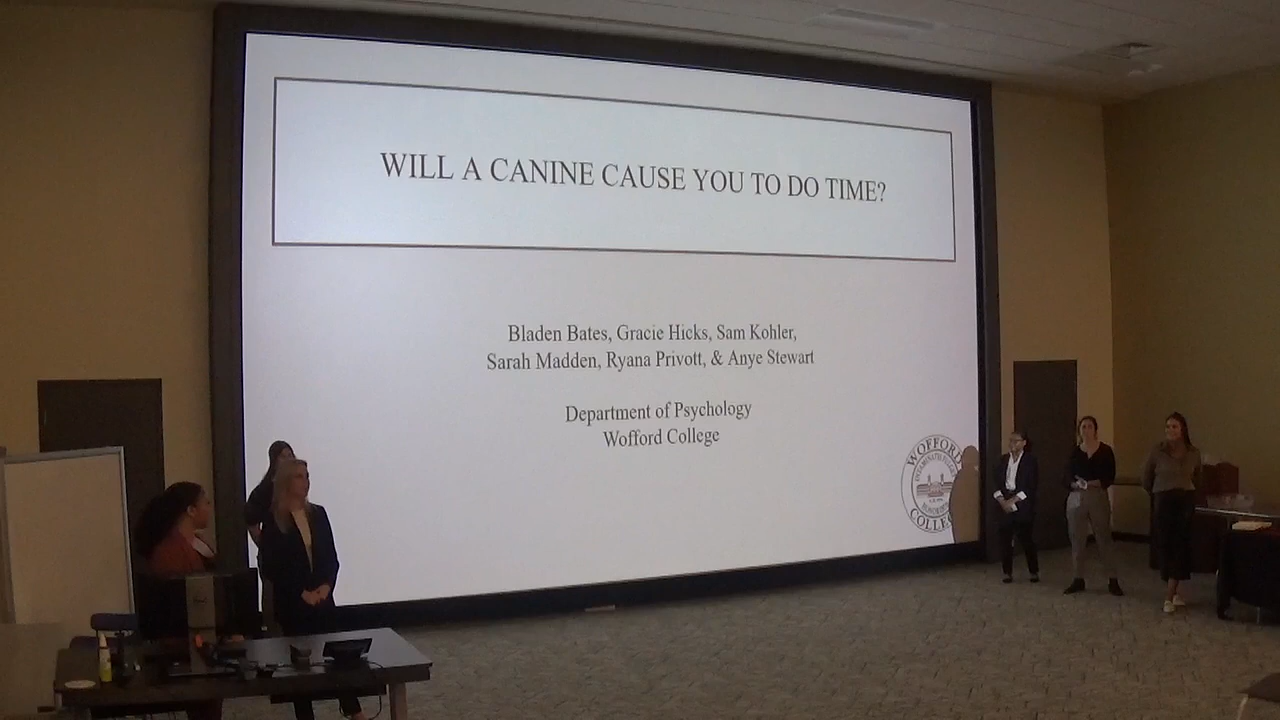 WILL A CANINE CAUSE YOU TO DO TIME?
Bladen Bates, Gracie Hicks, Sam Kohler,
Sarah Madden, Ryana Privott, & Anye Stewart
Department of Psychology
Wofford College
WOFFORD